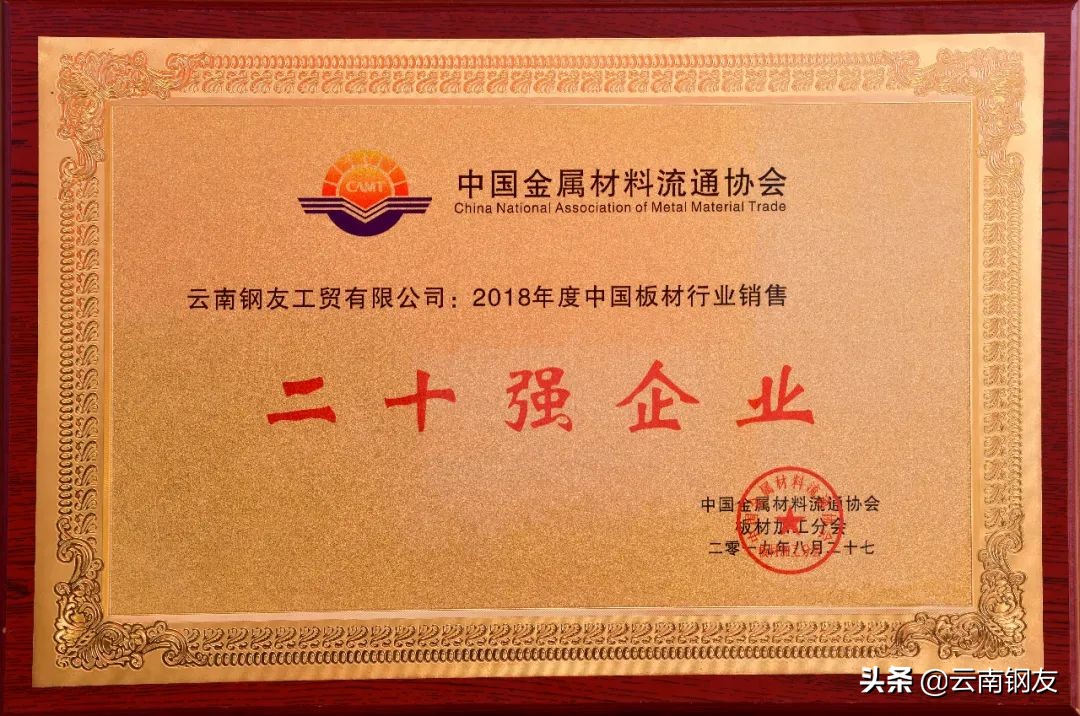 CAMT
中国金属材料流通协会
China National Association of Metal Material Trade
云南钢友工贸有限公司：2018年度中国板材行业销售
二十强企业
中国金属材料流通协会
板材加工分会
二零一九年八月二十七
头条 @云南钢友